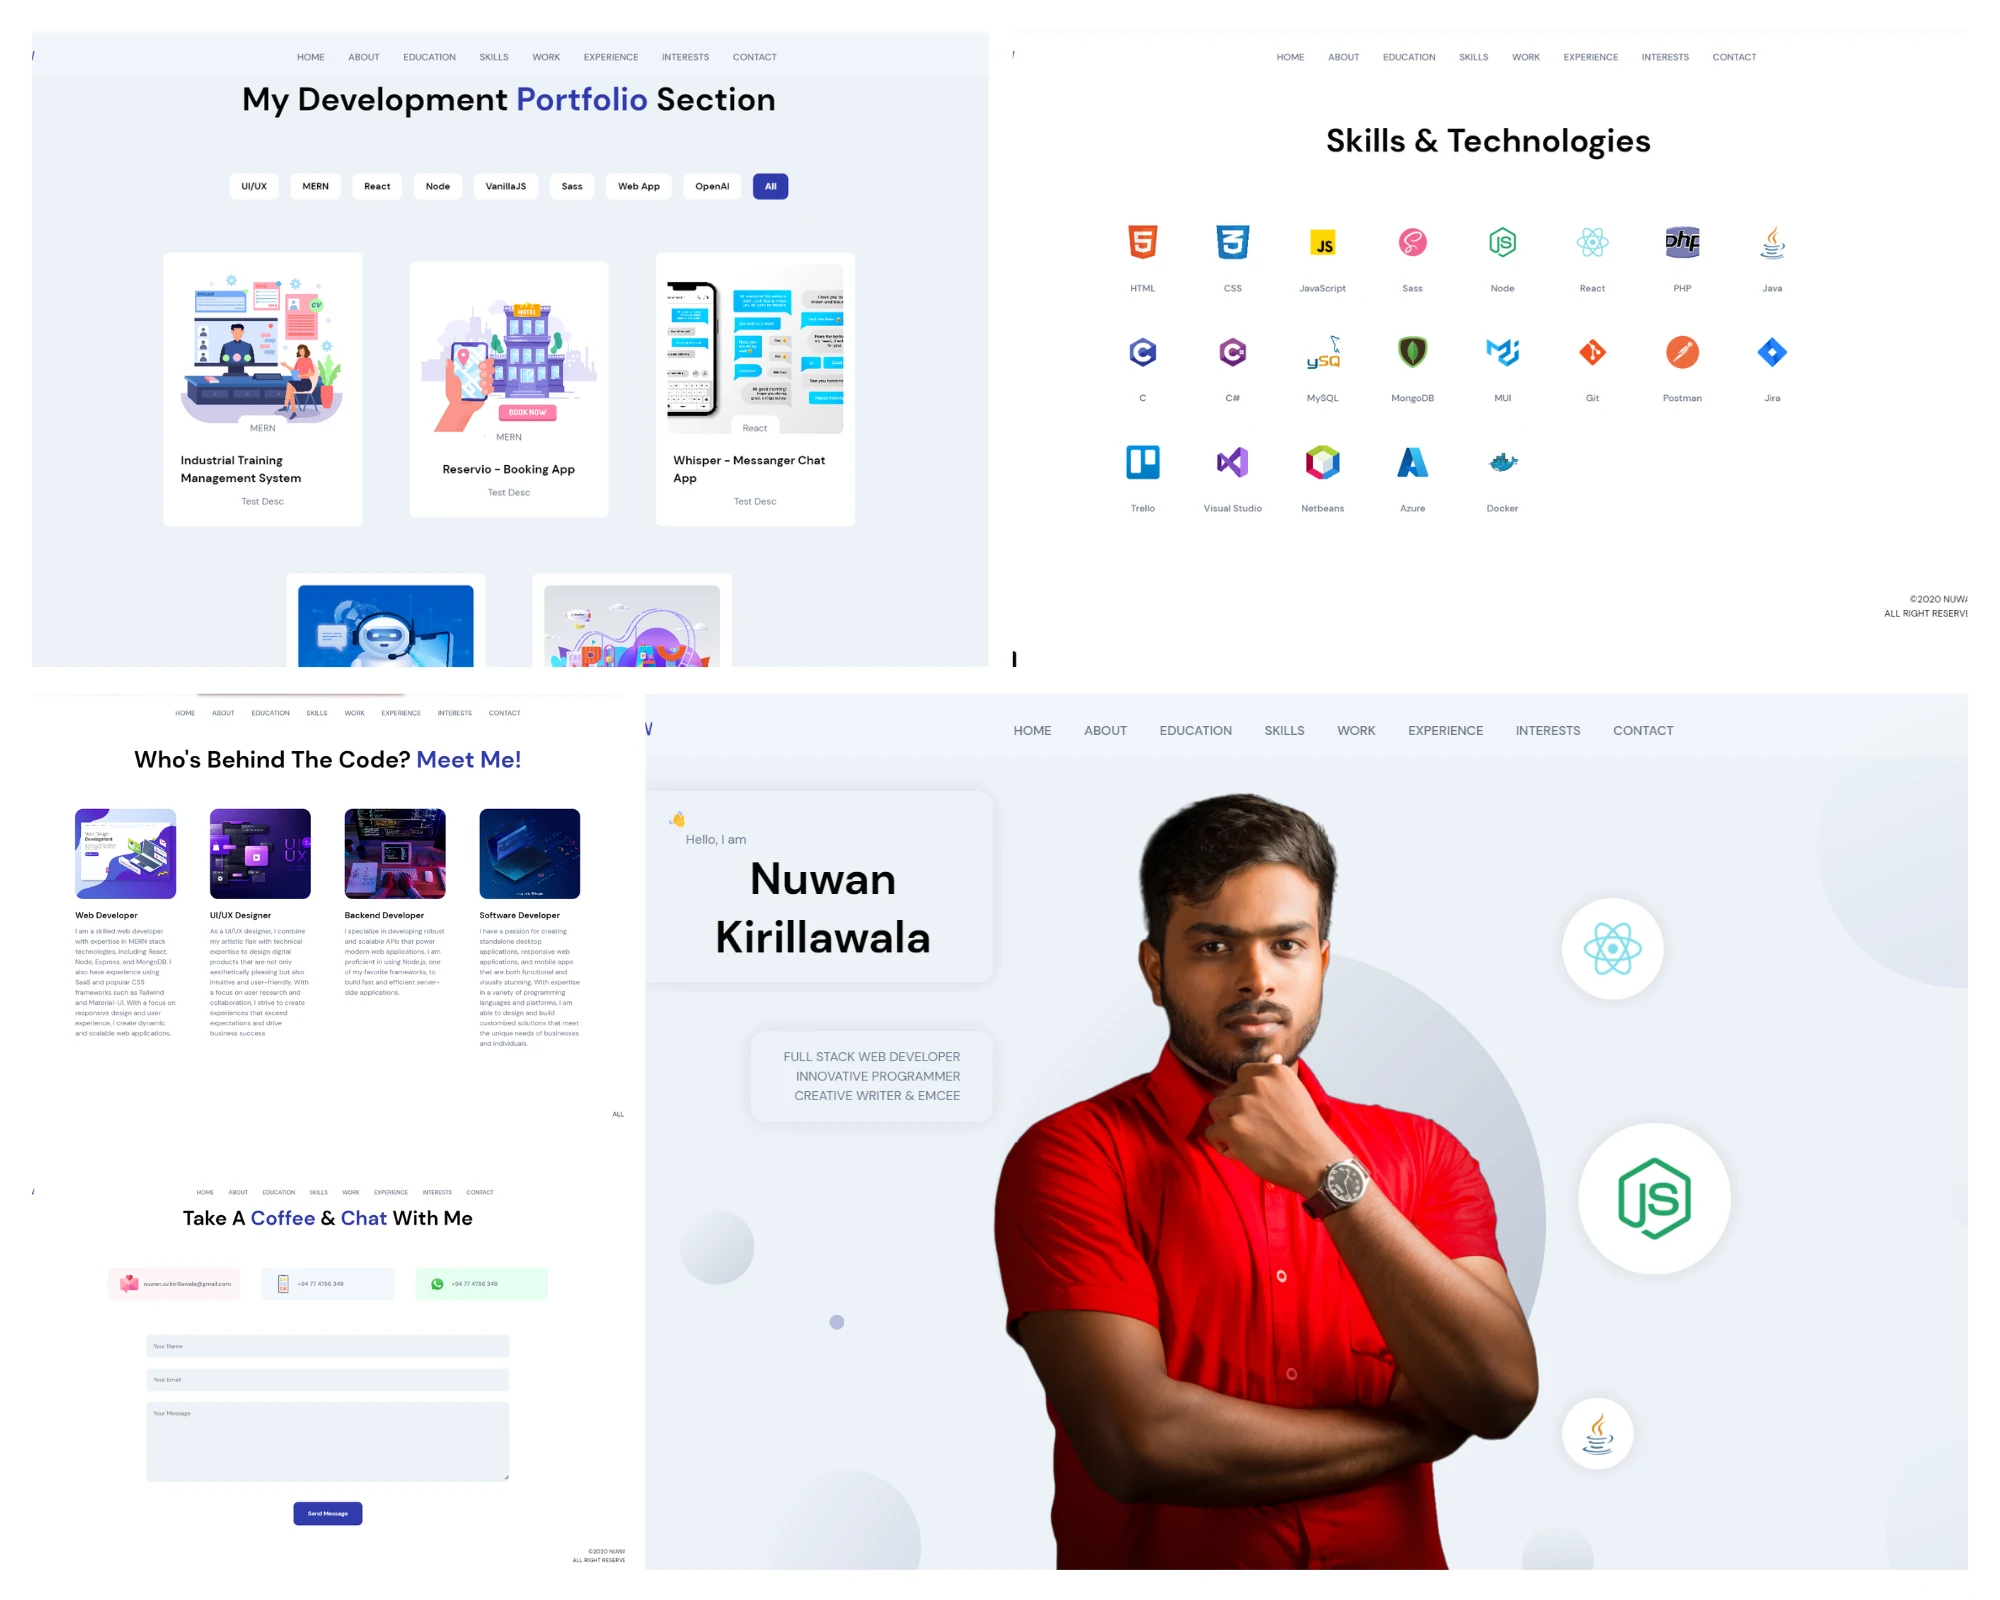 HOME ABOUT EDUCATION SKILLS WORK EXPERIENCE INTERESTS CONTACT
My Development Portfolio Section
UI/UX MERN React Node VanillaJS Sass Web App OpenAI All
CV
HOTEL
BOOK NOW
MERN
MERN
React
Industrial Training
Management System
Test Desc
Reservio - Booking App
Test Desc
Whisper - Messanger Chat
App
Test Desc
HOME ABOUT EDUCATION SKILLS WORK EXPERIENCE INTERESTS CONTACT
Skills & Technologies
JS
JS
php
HTML CSS JavaScript Sass Node React PHP Java
ySQ
C C# MySQL MongoDB MUI Git Postman Jira
Trello Visual Studio Netbeans Azure Docker
©2020 NUWA
ALL RIGHT RESERVE
HOME ABOUT EDUCATION SKILLS WORK EXPERIENCE INTERESTS CONTACT
Who's Behind The Code? Meet Me!
Web Developer
I am a skilled web developer
with expertise in MERN stack
technologies, including React,
Node, Express, and MongoDB. I
also have experience using
SaaS and popular CSS
frameworks such as Tailwind
and Material-UI. With a focus on
responsive design and user
experience, I create dynamic
and scalable web applications.
UI/UX Designer
As a UI/UX designer, I combine
my artistic flair with technical
expertise to design digital
products that are not only
aesthetically pleasing but also
intuitive and user-friendly. With
a focus on user research and
collaboration, I strive to create
experiences that exceed
expectations and drive
business success
Backend Developer
I specialize in developing robust
and scalable APIs that power
modern web applications. I am
proficient in using Node.js, one
of my favorite frameworks, to
build fast and efficient server-
side applications.
Software Developer
I have a passion for creating
standalone desktop
applications, responsive web
applications, and mobile apps
that are both functional and
visually stunning. With expertise
in a variety of programming
languages and platforms, I am
able to design and build
customized solutions that meet
the unique needs of businesses
and individuals.
ALL
HOME ABOUT EDUCATION SKILLS WORK EXPERIENCE INTERESTS CONTACT
Take A Coffee & Chat With Me
nuwan.sv.kirillawala@gmail.com
+94 77 4756 349
+94 77 4756 349
Your Name
Your Email
Your Message
Send Message
©2020 NUWA
ALL RIGHT RESERVE
HOME ABOUT EDUCATION SKILLS WORK EXPERIENCE INTERESTS CONTACT
Hello, I am
Nuwan
Kirillawala
FULL STACK WEB DEVELOPER
INNOVATIVE PROGRAMMER
CREATIVE WRITER & EMCEE
JS